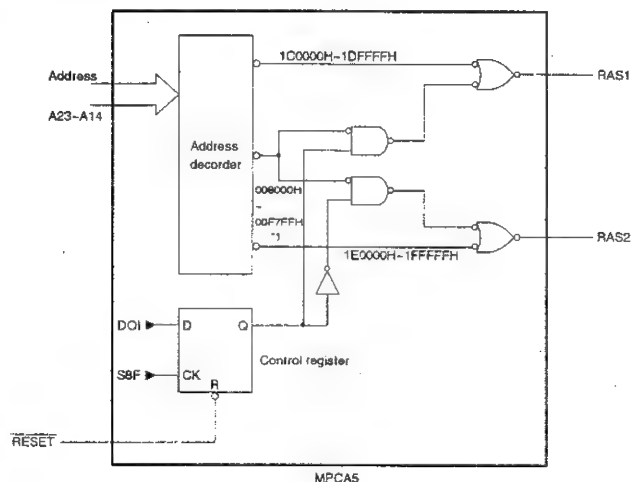 1C0000H~1DFFFFH
RAS1
Address
A23~A14
Address
decorder
008000H
~
00F7FFH
*1
RAS2
1E0000H~1FFFFFH
DOI
D
Q
Control register
S8F
CK
R
RESET
MPCA5